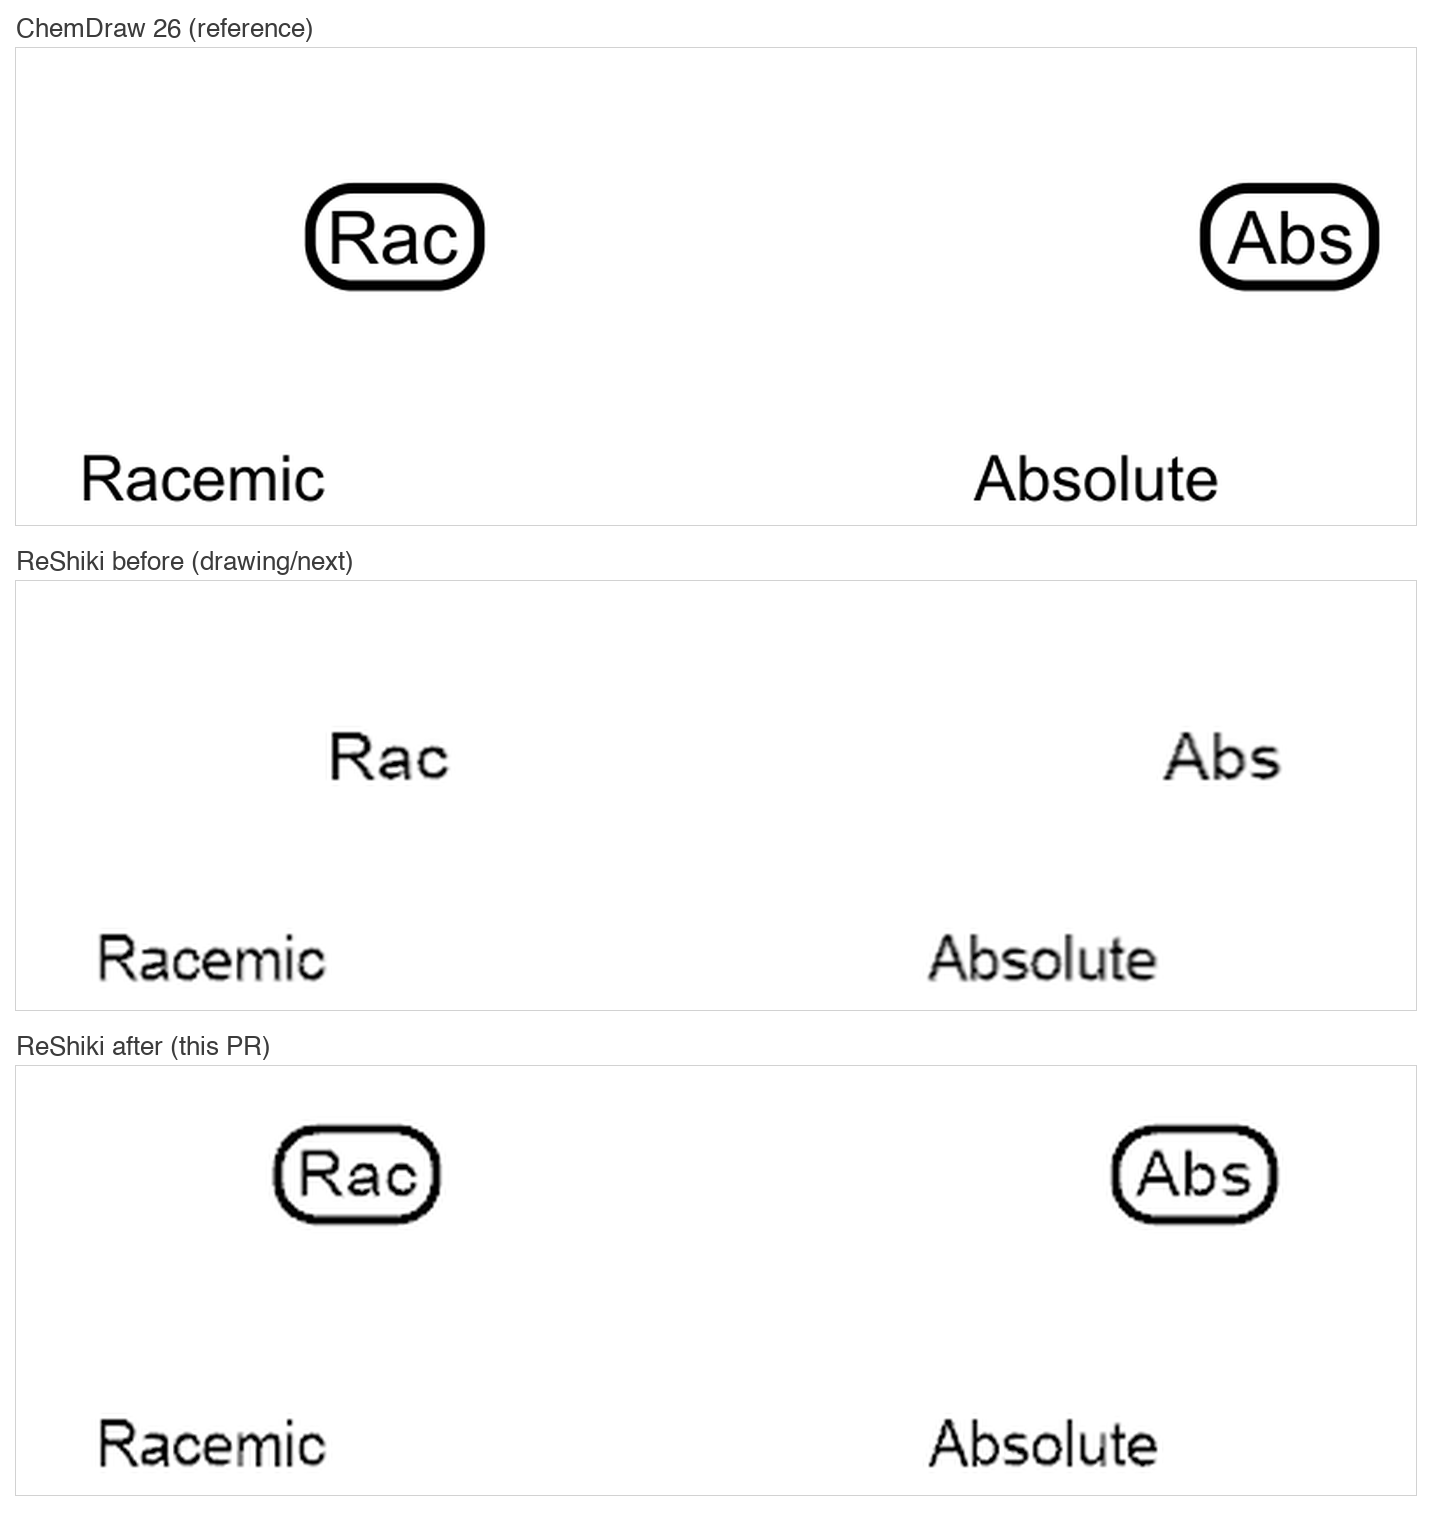 ChemDraw 26 (reference)
Rac Abs
Racemic Absolute
ReShiki before (drawing/next)
Rac Abs
Racemic Absolute
ReShiki after (this PR)
Rac Abs
Racemic Absolute